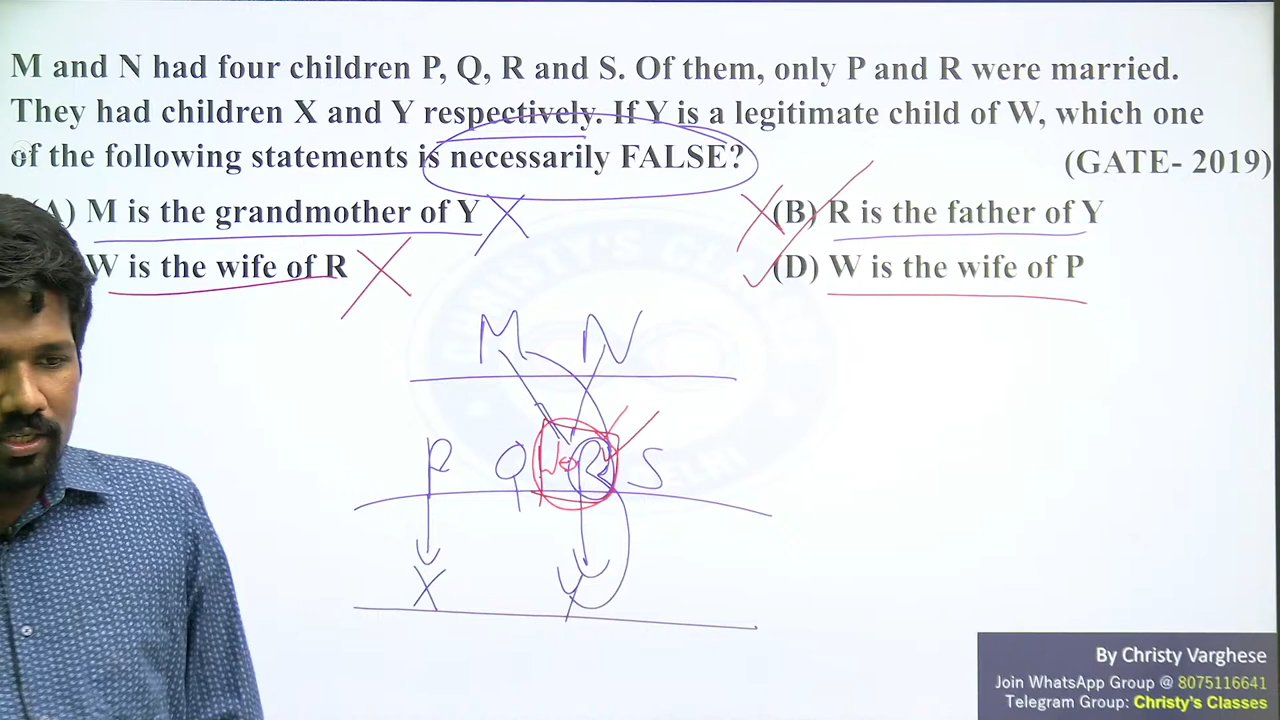 M and N had four children P, Q, R and S. Of them, only P and R were married.
They had children X and Y respectively. If Y is a legitimate child of W, which one
of the following statements is necessarily FALSE?
(GATE- 2019)
(A) M is the grandmother of Y
(B) R is the father of Y
W is the wife of R
(D) W is the wife of P
M N
P Q W R S
X Y
By Christy Varghese
Join WhatsApp Group @ 8075116641
Telegram Group: Christy's Classes